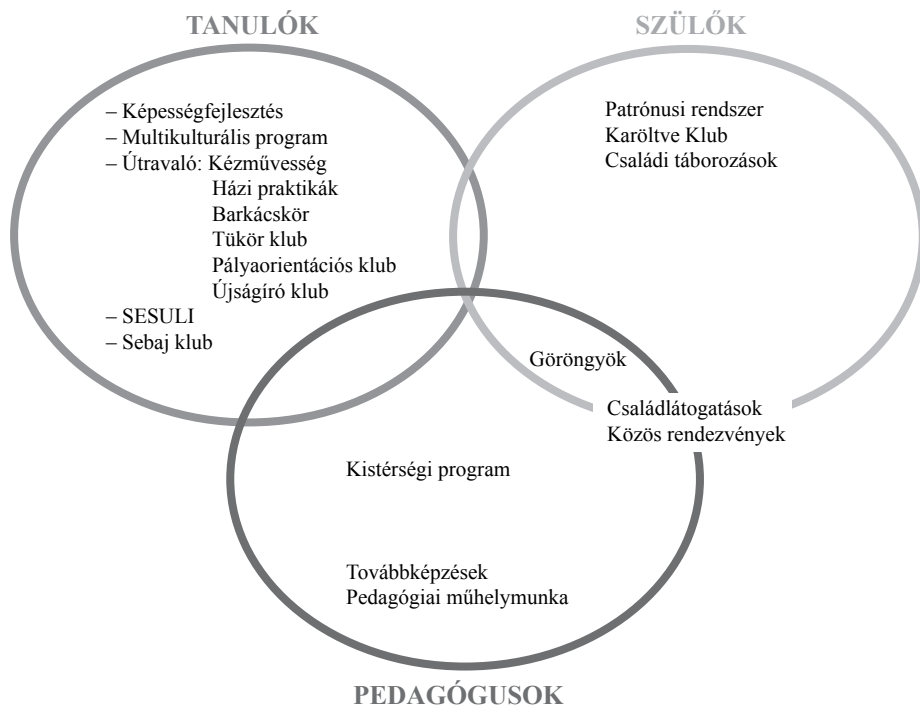 TANULÓK
SZÜLŐK
– Képességfejlesztés
– Multikulturális program
– Útravaló: Kézművesség
Házi praktikák
Barkácskör
Tükör klub
Pályaorientációs klub
Újságíró klub
– SESULI
– Sebaj klub
Patrónusi rendszer
Karöltve Klub
Családi táborozások
Göröngyök
Családlátogatások
Közös rendezvények
Kistérségi program
Továbbképzések
Pedagógiai műhelymunka
PEDAGÓGUSOK